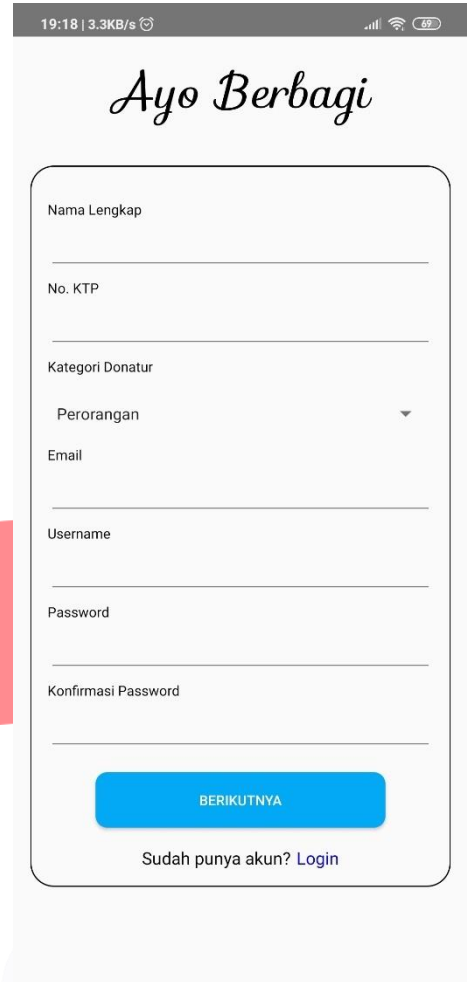 19:18 | 3.3KB/s
69
Ayo Berbagi
Nama Lengkap
No. KTP
Kategori Donatur
Perorangan
Email
Username
Password
Konfirmasi Password
BERIKUTNYA
Sudah punya akun? Login